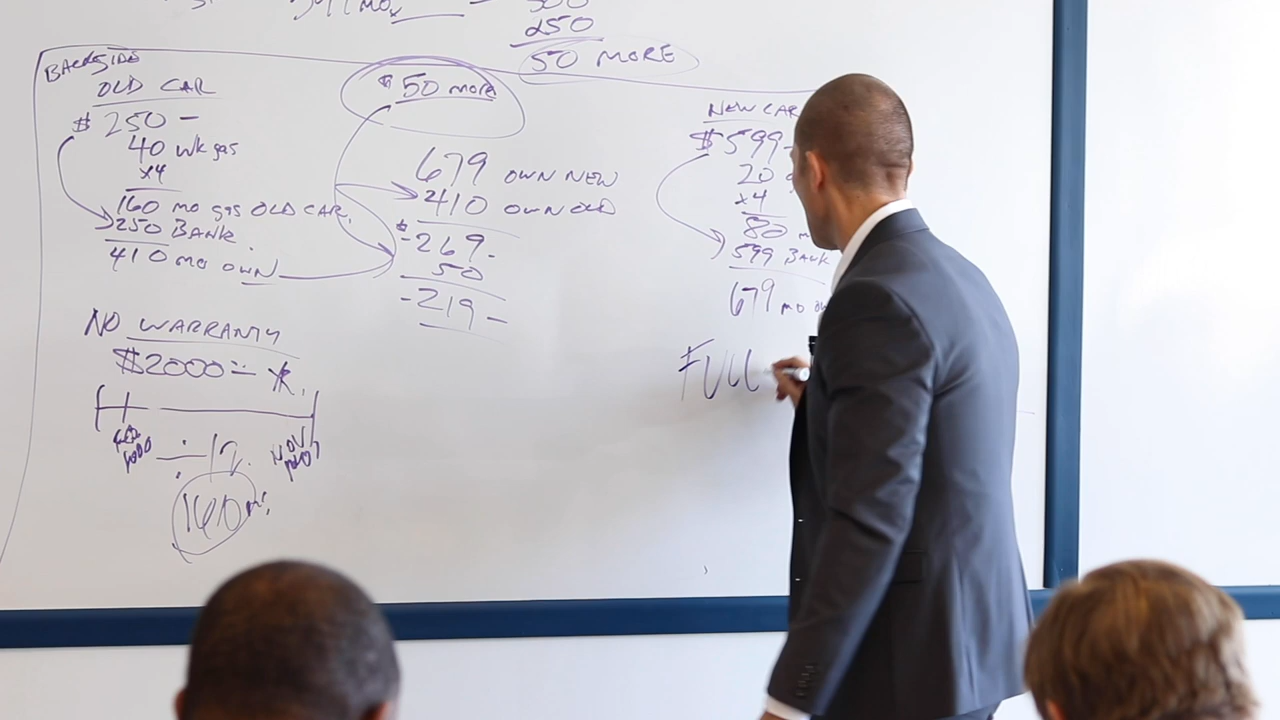 250
50 MORE
BACKSIDE
OLD CAR
$250 -
40 wk gas
x4
160 mo gas OLD CAR
250 BANK
410 mo OWN
NO WARRANTY
$2000
÷ 12
$50 more
679 OWN NEW
410 OWN OLD
$-269-
50
-219-
NEW CAR
$599-
20
x4
80 m
599 BANK
679 mo
FULL